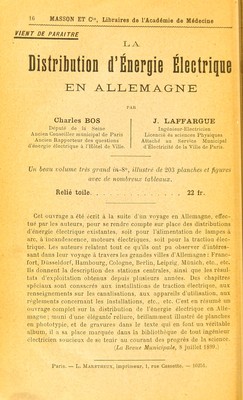 16 MASSON ET Cie, Libraires de l'Académie de Médecine
VIENT DE PARAITRE
LA
Distribution d'Énergie Électrique
EN ALLEMAGNE
PAR
Charles BOS
Député de la Seine
Ancien Conseiller municipal de Paris
Ancien Rapporteur des questions
d'énergie électrique à l'Hôtel de Ville.
J. LAFFARGUE
Ingénieur-Électricien
Licencié ès sciences Physiques
Attaché au Service Municipal
d'Électricité de la Ville de Paris.
Un beau volume très grand in-8°, illustré de 203 planches et figures
avec de nombreux tableaux.
Relié toile. . . . . . . . . . . . . 22 fr.
Cet ouvrage a été écrit à la suite d'un voyage en Allemagne, effec-
tué par les auteurs, pour se rendre compte sur place des distributions
d'énergie électrique existantes, soit pour l'alimentation de lampes à
arc, à incandescence, moteurs électriques, soit pour la traction élec-
trique. Les auteurs relatent tout ce qu'ils ont pu observer d'intéres-
sant dans leur voyage à travers les grandes villes d'Allemagne : Franc-
fort, Düsseldorf, Hambourg, Cologne, Berlin, Leipzig, Münich, etc., etc.
Ils donnent la description des stations centrales, ainsi que les résul-
tats d'exploitation obtenus depuis plusieurs années. Des chapitres
spéciaux sont consacrés aux installations de traction électrique, aux
renseignements sur les canalisations, aux appareils d'utilisation, aux
règlements concernant les installations, etc., etc. C'est en résumé un
ouvrage complet sur la distribution de l'énergie électrique en Alle-
magne ; muni d'une élégante reliure, entièrement illustré de planches
en phototypie, et de gravures dans le texte qui en font un véritable
album, il a sa place marquée dans la bibliothèque de tout ingénieur
électricien soucieux de se tenir au courant des progrès de la science.
(La Revue Municipale, 9 juillet 1899.)
Paris. — L. MARETHEUX, imprimeur, 1, rue Cassette. —